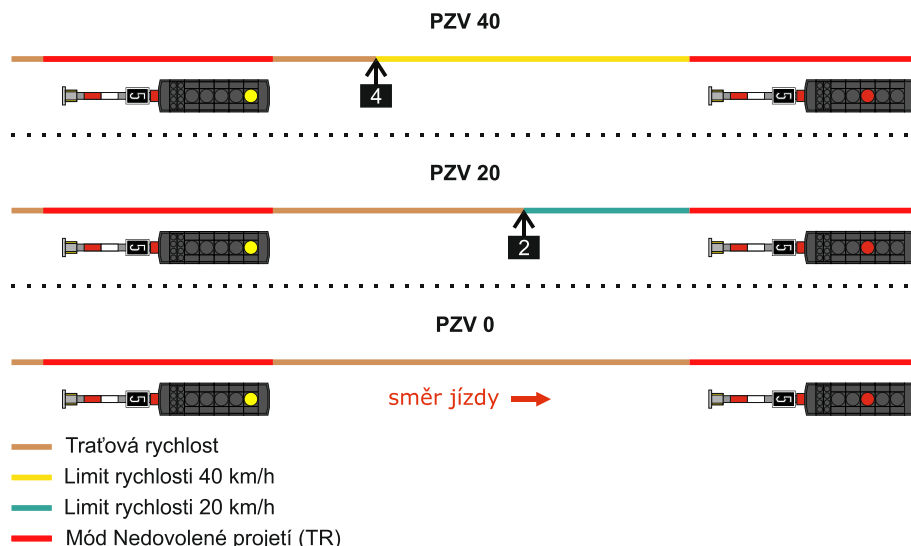 PZV 40
5
4
5
PZV 20
5
2
5
PZV 0
5
směr jízdy
5
Traťová rychlost
Limit rychlosti 40 km/h
Limit rychlosti 20 km/h
Mód Nedovolené projetí (TR)